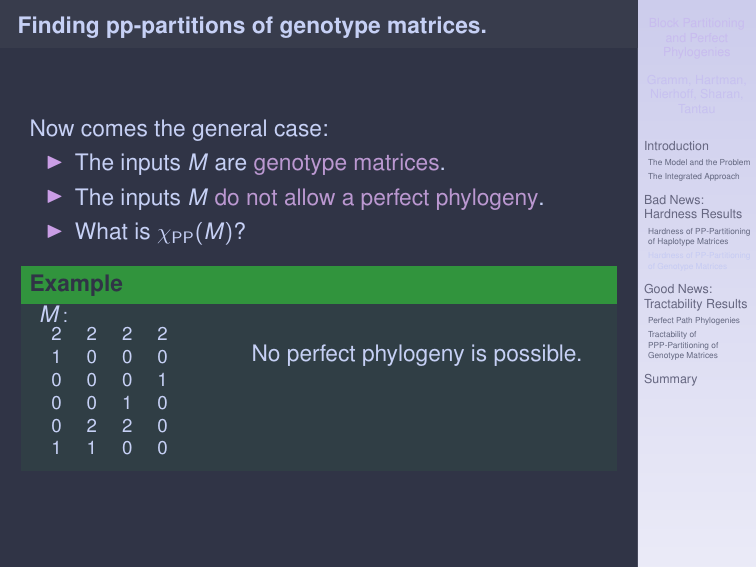 Finding pp-partitions of genotype matrices.
Now comes the general case:
▶ The inputs M are genotype matrices.
▶ The inputs M do not allow a perfect phylogeny.
▶ What is χPP(M)?
Example
M:
2 2 2 2
1 0 0 0
0 0 0 1
0 0 1 0
0 2 2 0
1 1 0 0
No perfect phylogeny is possible.
Block Partitioning
and Perfect
Phylogenies
Gramm, Hartman,
Nierhoff, Sharan,
Tantau
Introduction
The Model and the Problem
The Integrated Approach
Bad News:
Hardness Results
Hardness of PP-Partitioning
of Haplotype Matrices
Hardness of PP-Partitioning
of Genotype Matrices
Good News:
Tractability Results
Perfect Path Phylogenies
Tractability of
PPP-Partitioning of
Genotype Matrices
Summary